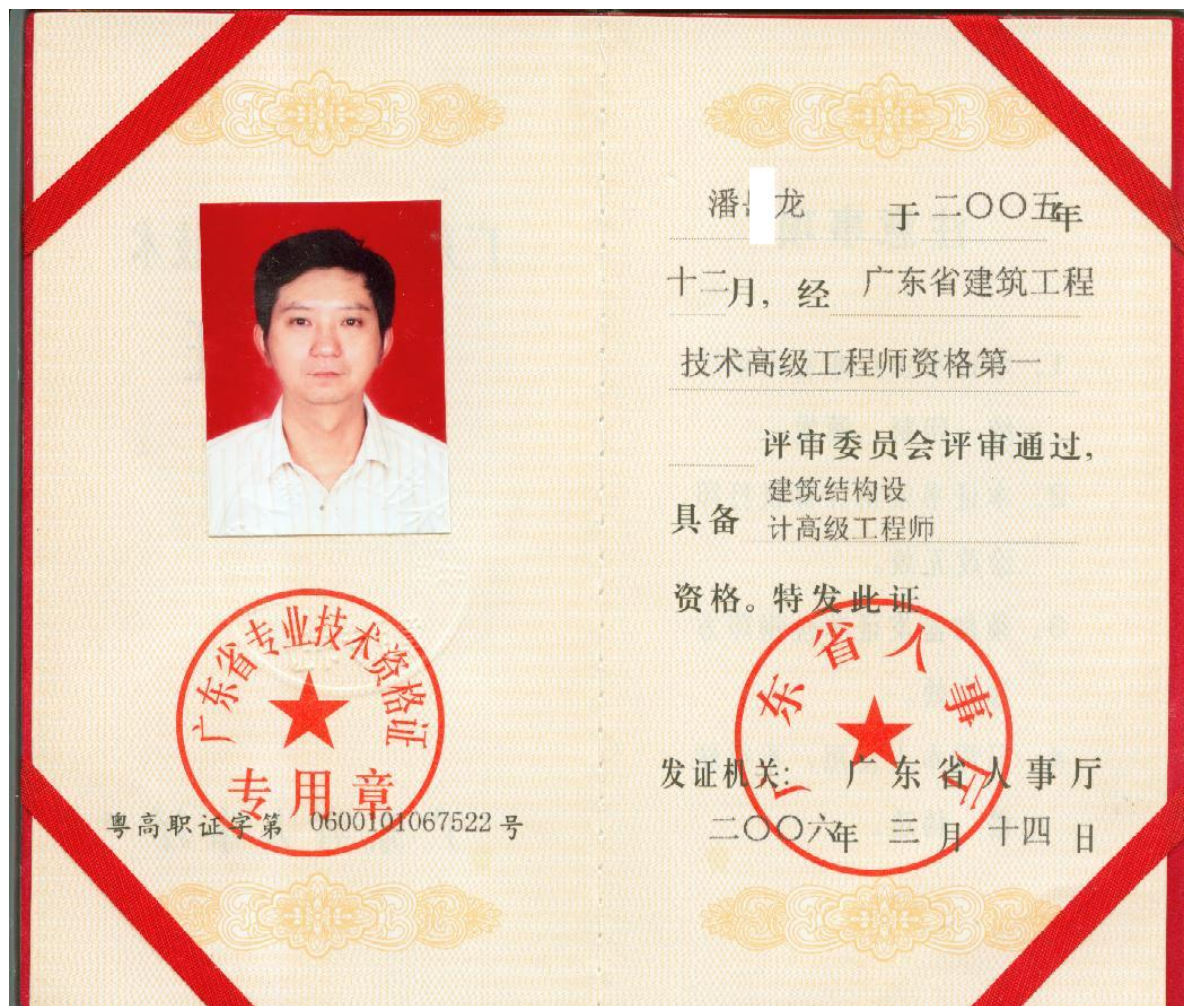 广东省专业技术资格证
专用章
粤高职证字第 0600101067522 号
潘 龙 于 二〇〇五年
十二月，经 广东省建筑工程
技术高级工程师资格第一
评审委员会评审通过，
具备 建筑结构设
计高级工程师
资格。特发此证
广东省人事厅
发证机关： 广东省人事厅
二〇〇六年 三 月 十四 日